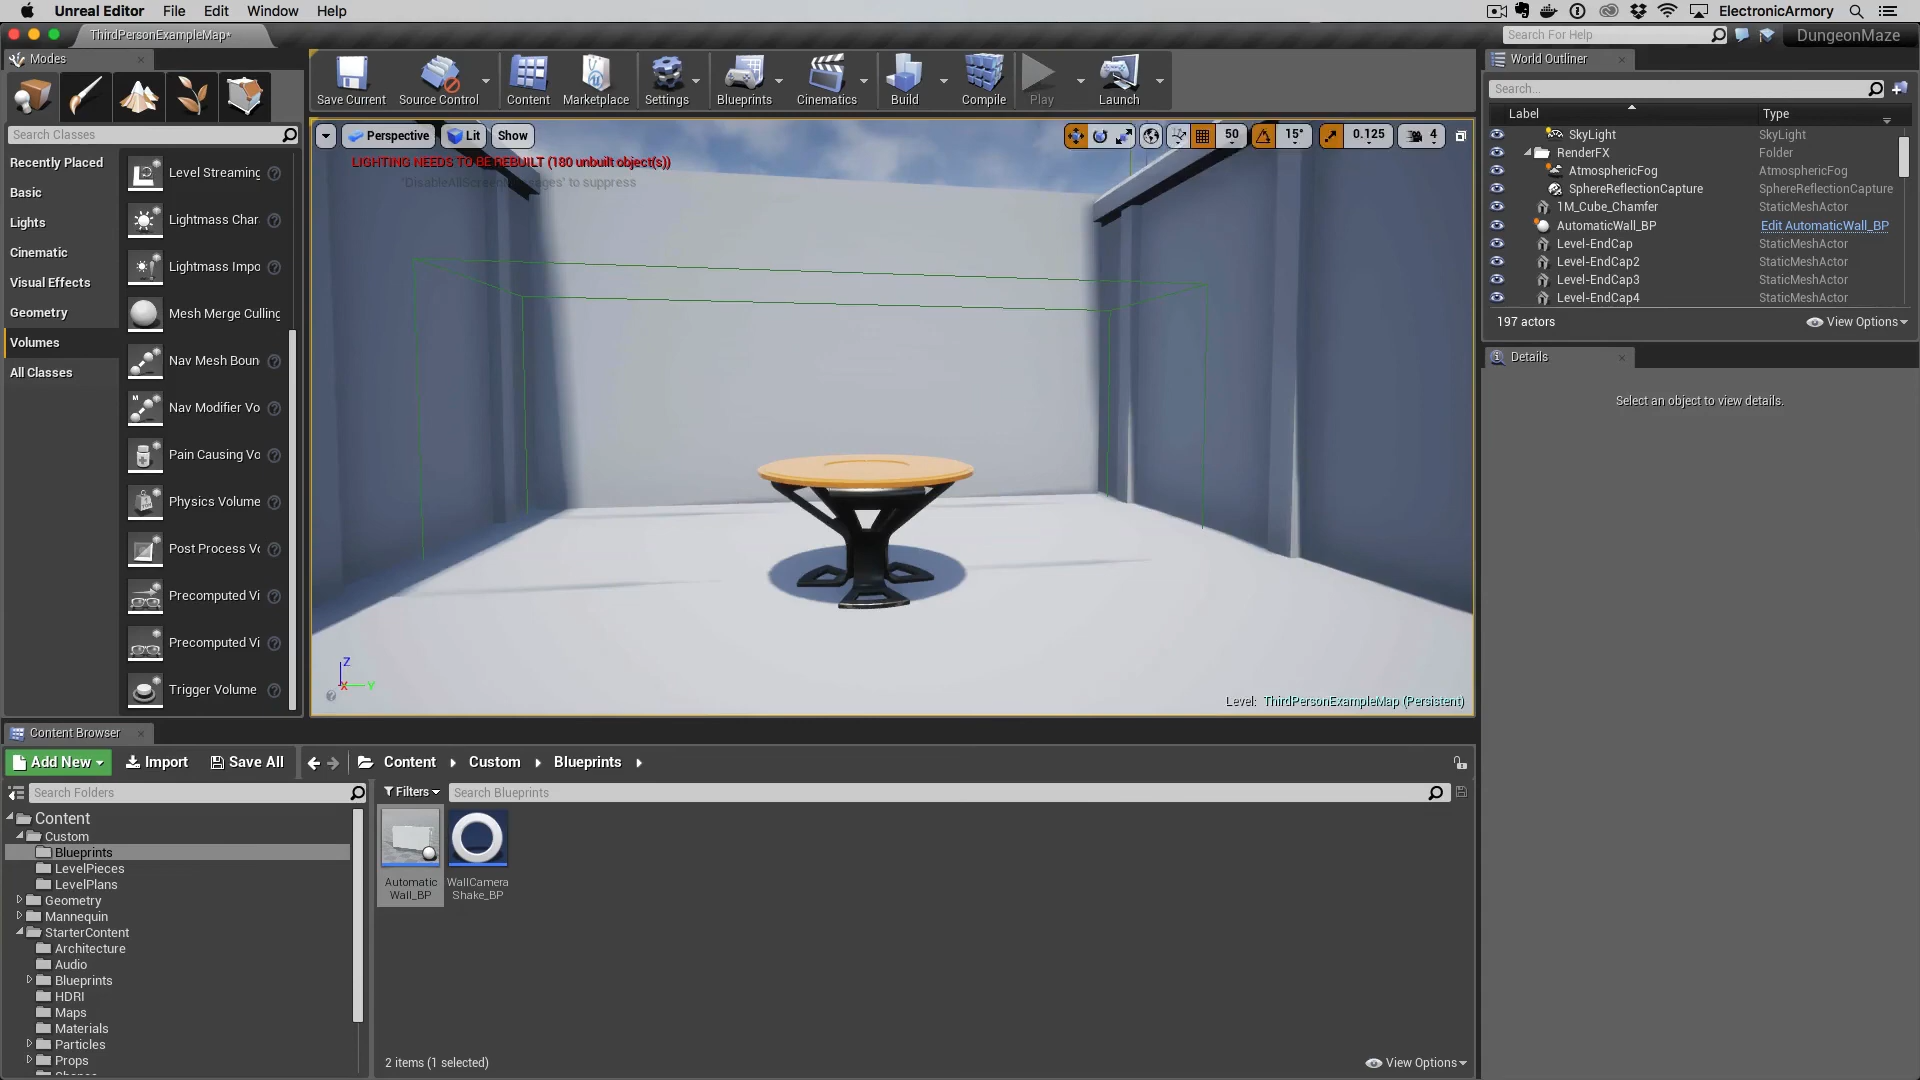 Unreal Editor File Edit Window Help ElectronicArmory
ThirdPersonExampleMap* Search For Help DungeonMaze
Modes
Search Classes
Recently Placed
Basic
Lights
Cinematic
Visual Effects
Geometry
Volumes
All Classes
Level Streaming
Lightmass Char
Lightmass Impo
Mesh Merge Culling
Nav Mesh Boun
Nav Modifier Vo
Pain Causing Vo
Physics Volume
Post Process Vo
Precomputed Vi
Precomputed Vi
Trigger Volume
Save Current Source Control Content Marketplace Settings Blueprints Cinematics Build Compile Play Launch
Perspective Lit Show 50 15° 0.125 4
LIGHTING NEEDS TO BE REBUILT (180 unbuilt object(s))
'DisableAllScreenMessages' to suppress
Z
X Y
Level: ThirdPersonExampleMap (Persistent)
World Outliner
Search...
Label Type
SkyLight SkyLight
RenderFX Folder
AtmosphericFog AtmosphericFog
SphereReflectionCapture SphereReflectionCapture
1M_Cube_Chamfer StaticMeshActor
AutomaticWall_BP Edit AutomaticWall_BP
Level-EndCap StaticMeshActor
Level-EndCap2 StaticMeshActor
Level-EndCap3 StaticMeshActor
Level-EndCap4 StaticMeshActor
197 actors View Options
Details
Select an object to view details.
Content Browser
Add New Import Save All Content Custom Blueprints
Search Folders
Content
Custom
Blueprints
LevelPieces
LevelPlans
Geometry
Mannequin
StarterContent
Architecture
Audio
Blueprints
HDRI
Maps
Materials
Particles
Props
Filters Search Blueprints
Automatic
Wall_BP
WallCamera
Shake_BP
2 items (1 selected) View Options